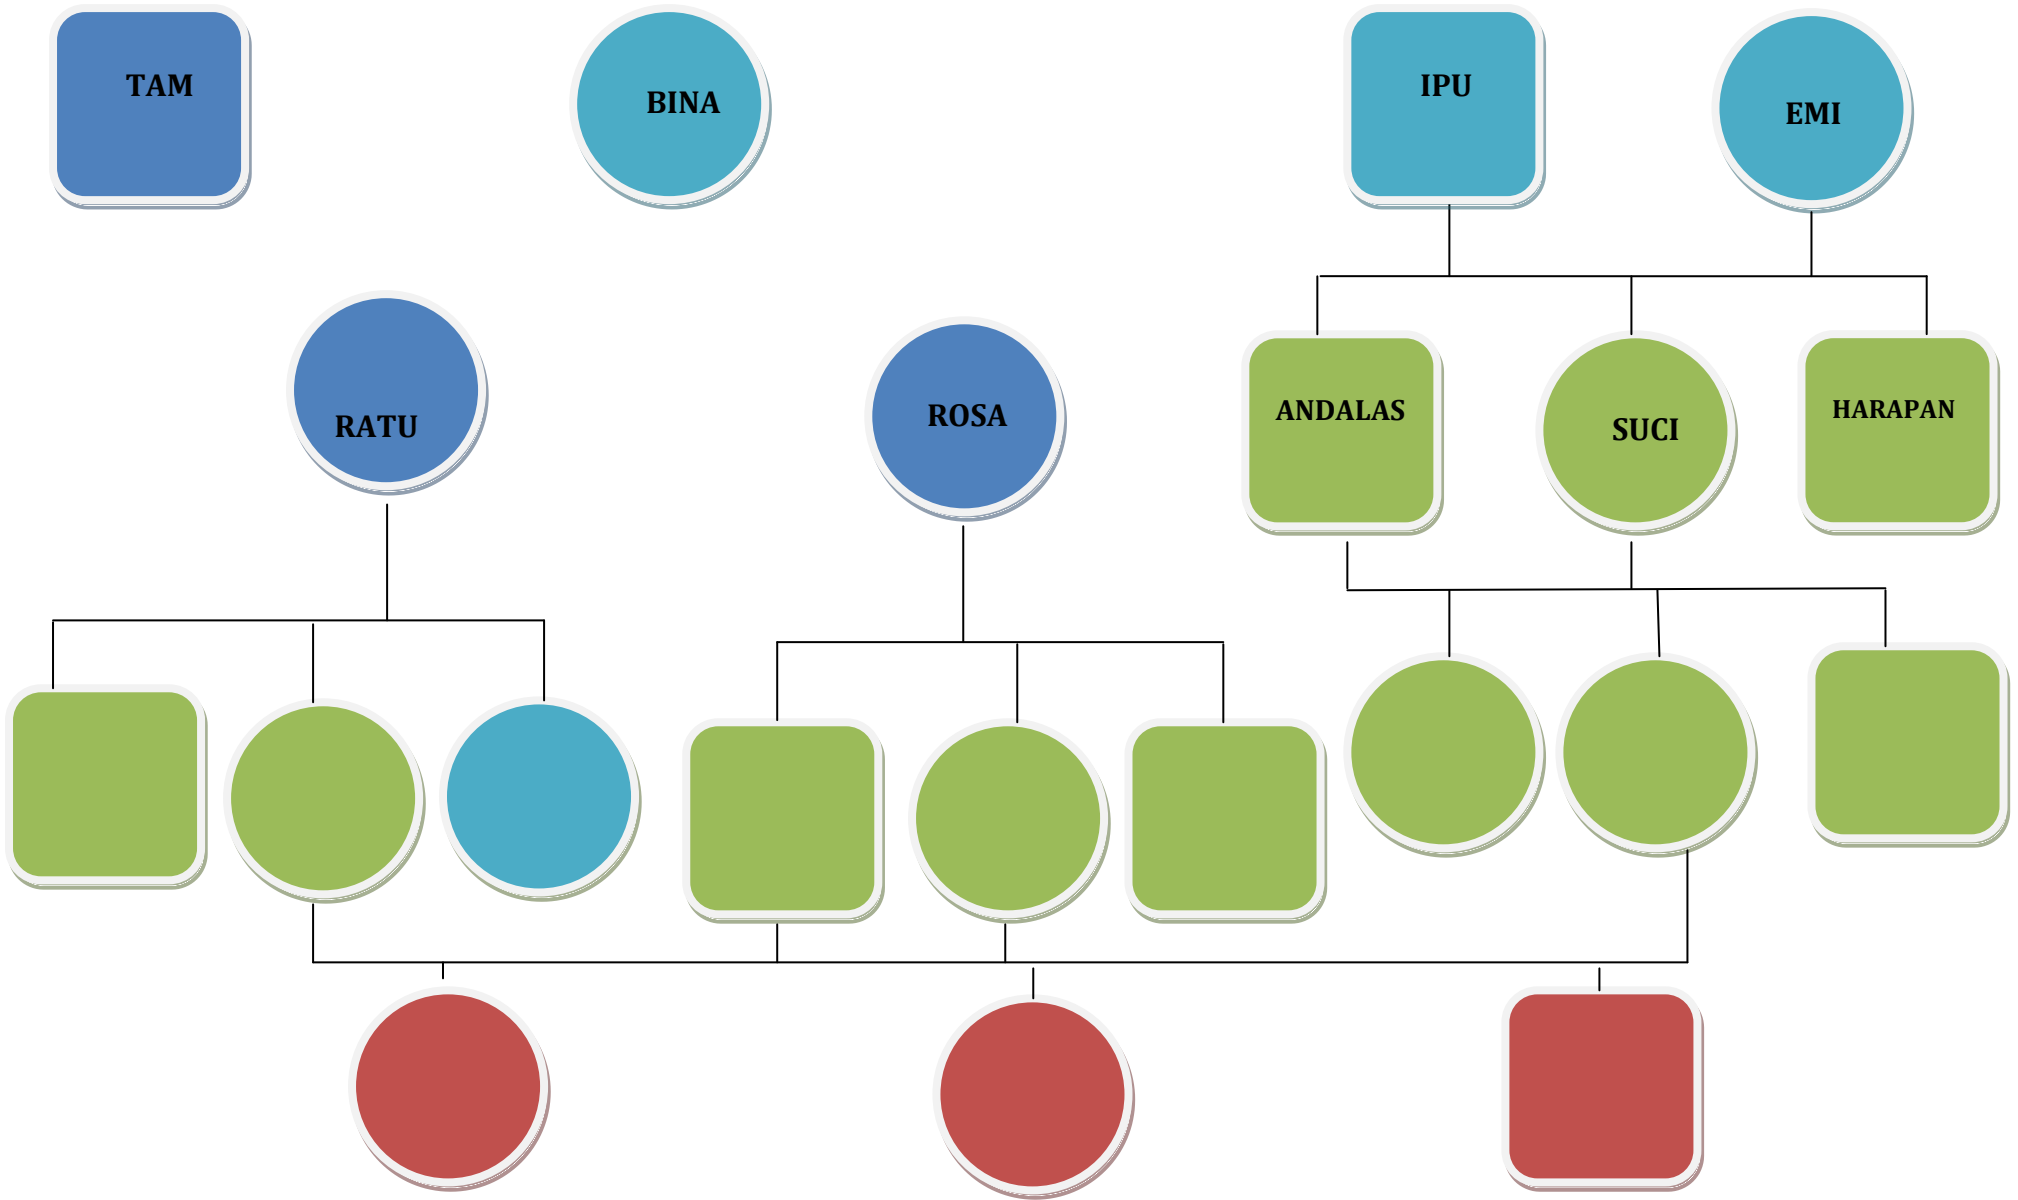 TAM
BINA
IPU
EMI
RATU
ROSA
ANDALAS
SUCI
HARAPAN